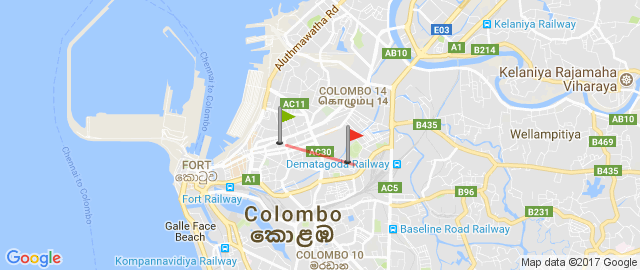 Kelaniya Railway
E03
A1
B214
AB10
Aluthmawatha Rd
Chennai to Colombo
Kelaniya Rajamaha
Viharaya
COLOMBO 14
கொழும்பு 14
AC11
AB10
B435
Wellampitiya
B469
AC30
FORT
කොටුව
Dematagoda Railway
B435
A1
AC5
B96
Fort Railway
Colombo
කොළඹ
B231
Galle Face
Beach
Baseline Road Railway
Colombo to Chennai
COLOMBO 10
මරදාන
Kompannavidiya Railway
Google
Map data ©2017 Google